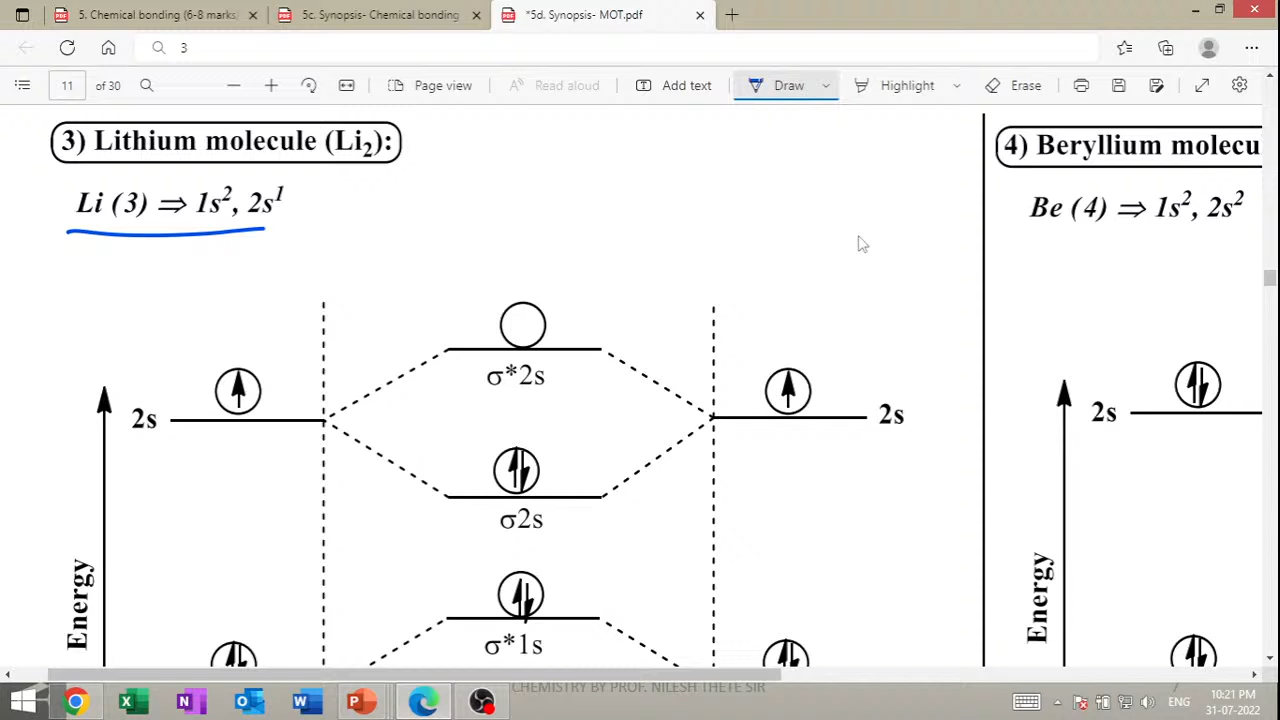 5. Chemical bonding (6-8 marks)
5c. Synopsis- Chemical bonding
*5d. Synopsis- MOT.pdf
3
11 of 30
Page view
Read aloud
Add text
Draw
Highlight
Erase
3) Lithium molecule (Li₂):
Li (3) ⇒ 1s², 2s¹
4) Beryllium molecu
Be (4) ⇒ 1s², 2s²
σ*2s
2s
2s
2s
σ2s
σ*1s
Energy
Energy
CHEMISTRY BY PROF. NILESH THETE SIR
ENG
10:21 PM
31-07-2022